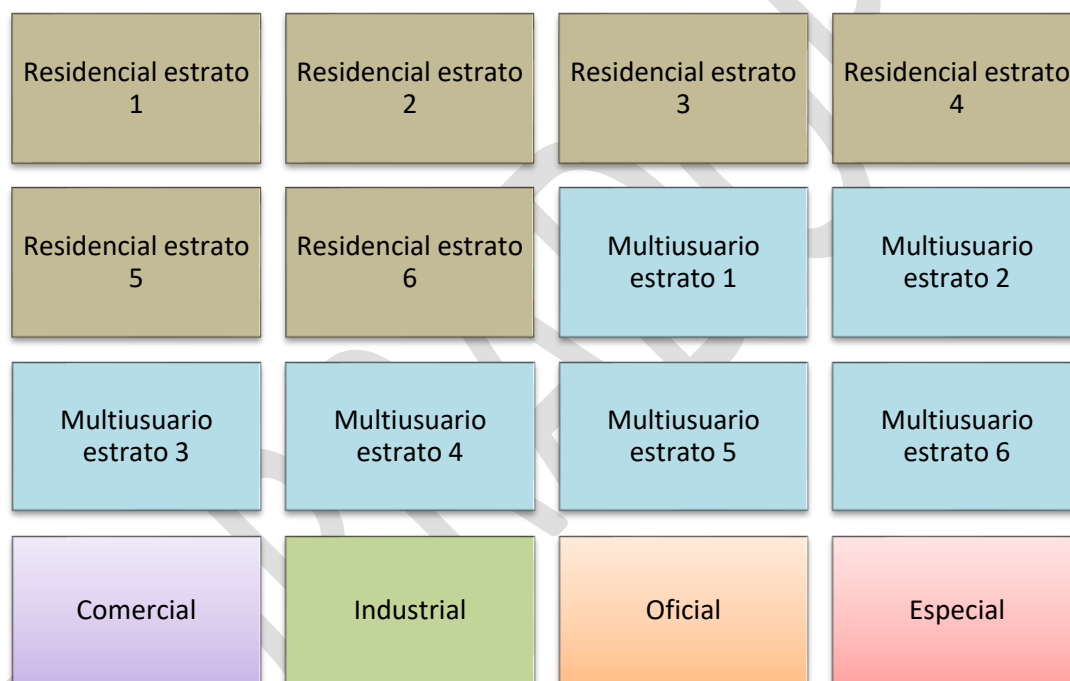 Residencial estrato
1
Residencial estrato
2
Residencial estrato
3
Residencial estrato
4
Residencial estrato
5
Residencial estrato
6
Multiusuario
estrato 1
Multiusuario
estrato 2
Multiusuario
estrato 3
Multiusuario
estrato 4
Multiusuario
estrato 5
Multiusuario
estrato 6
Comercial
Industrial
Oficial
Especial